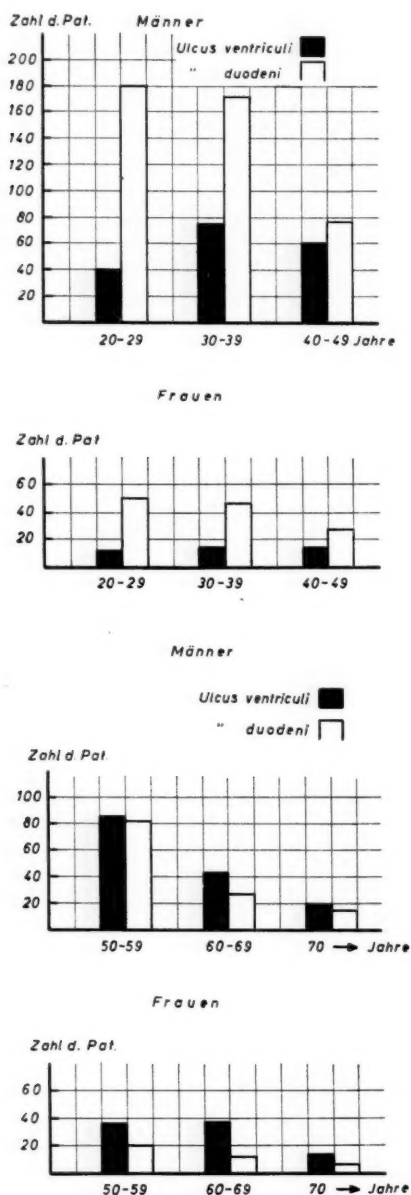 Zahl d. Pat. Männer
Ulcus ventriculi
" duodeni
200
180
160
140
120
100
80
60
40
20
20-29 30-39 40-49 Jahre
Frauen
Zahl d. Pat
60
40
20
20-29 30-39 40-49
Männer
Ulcus ventriculi
" duodeni
Zahl d. Pat.
100
80
60
40
20
50-59 60-69 70 → Jahre
Frauen
Zahl d. Pat.
60
40
20
50-59 60-69 70 → Jahre